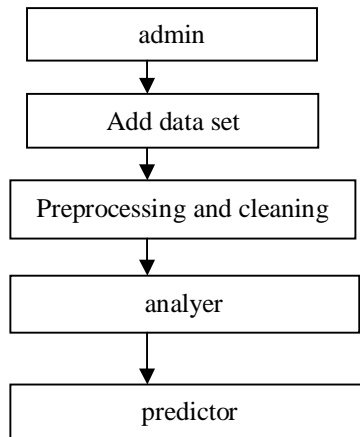 admin
Add data set
Preprocessing and cleaning
analyer
predictor